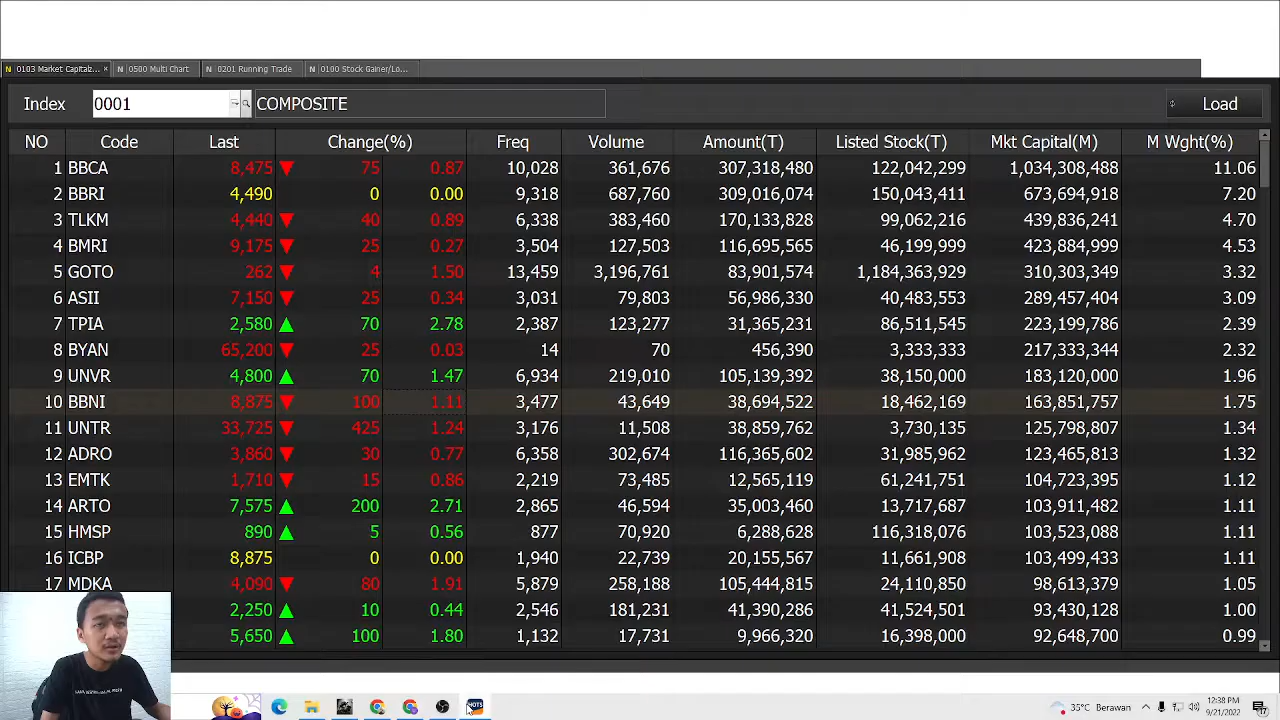 0103 Market Capitaliz... 0500 Multi Chart 0201 Running Trade 0100 Stock Gainer/Lo...
Index 0001 COMPOSITE Load
NO Code Last Change(%) Freq Volume Amount(T) Listed Stock(T) Mkt Capital(M) M Wght(%)
1 BBCA 8,475 ▼ 75 0.87 10,028 361,676 307,318,480 122,042,299 1,034,308,488 11.06
2 BBRI 4,490 0 0.00 9,318 687,760 309,016,074 150,043,411 673,694,918 7.20
3 TLKM 4,440 ▼ 40 0.89 6,338 383,460 170,133,828 99,062,216 439,836,241 4.70
4 BMRI 9,175 ▼ 25 0.27 3,504 127,503 116,695,565 46,199,999 423,884,997 4.53
5 GOTO 262 ▼ 4 1.50 13,459 3,196,761 83,901,574 1,184,363,929 310,303,349 3.32
6 ASII 7,150 ▼ 25 0.34 3,031 79,803 56,986,330 40,483,553 289,457,404 3.09
7 TPIA 2,580 ▲ 70 2.78 2,387 123,277 31,365,231 86,511,545 223,199,786 2.39
8 BYAN 65,200 ▼ 25 0.03 14 70 456,390 3,333,333 217,333,344 2.32
9 UNVR 4,800 ▲ 70 1.47 6,934 219,010 105,139,392 38,150,000 183,120,000 1.96
10 BBNI 8,875 ▼ 100 1.11 3,477 43,649 38,694,522 18,462,169 163,851,7 1.75
11 UNTR 33,725 ▼ 425 1.24 3,176 11,508 38,859,762 3,730,135 125,798,807 1.34
12 ADRO 3,860 ▼ 30 0.77 6,358 302,674 116,365,602 31,985,962 123,465,813 1.32
13 EMTK 1,710 ▼ 15 0.86 2,219 73,485 12,565,119 61,241,751 104,723,395 1.12
14 ARTO 7,575 ▲ 200 2.71 2,865 46,594 35,003,460 13,717,687 103,911,482 1.11
15 HMSP 890 ▲ 5 0.56 877 70,920 6,288,628 116,318,076 103,523,088 1.11
16 ICBP 8,875 0 0.00 1,940 22,739 20,155,567 11,661,908 103,499,433 1.11
17 MDKA 4,090 ▼ 80 1.91 5,879 258,188 105,444,815 24,110,850 98,613,3 1.05
2,250 ▲ 10 0.44 2,546 181,231 41,390,286 41,524,501 93,430,128 1.00
5,650 ▲ 100 1.80 1,132 17,731 9,966,320 16,398,000 92,648,700 0.99
HOTS 35°C Berawan 12:38 PM
9/21/2022